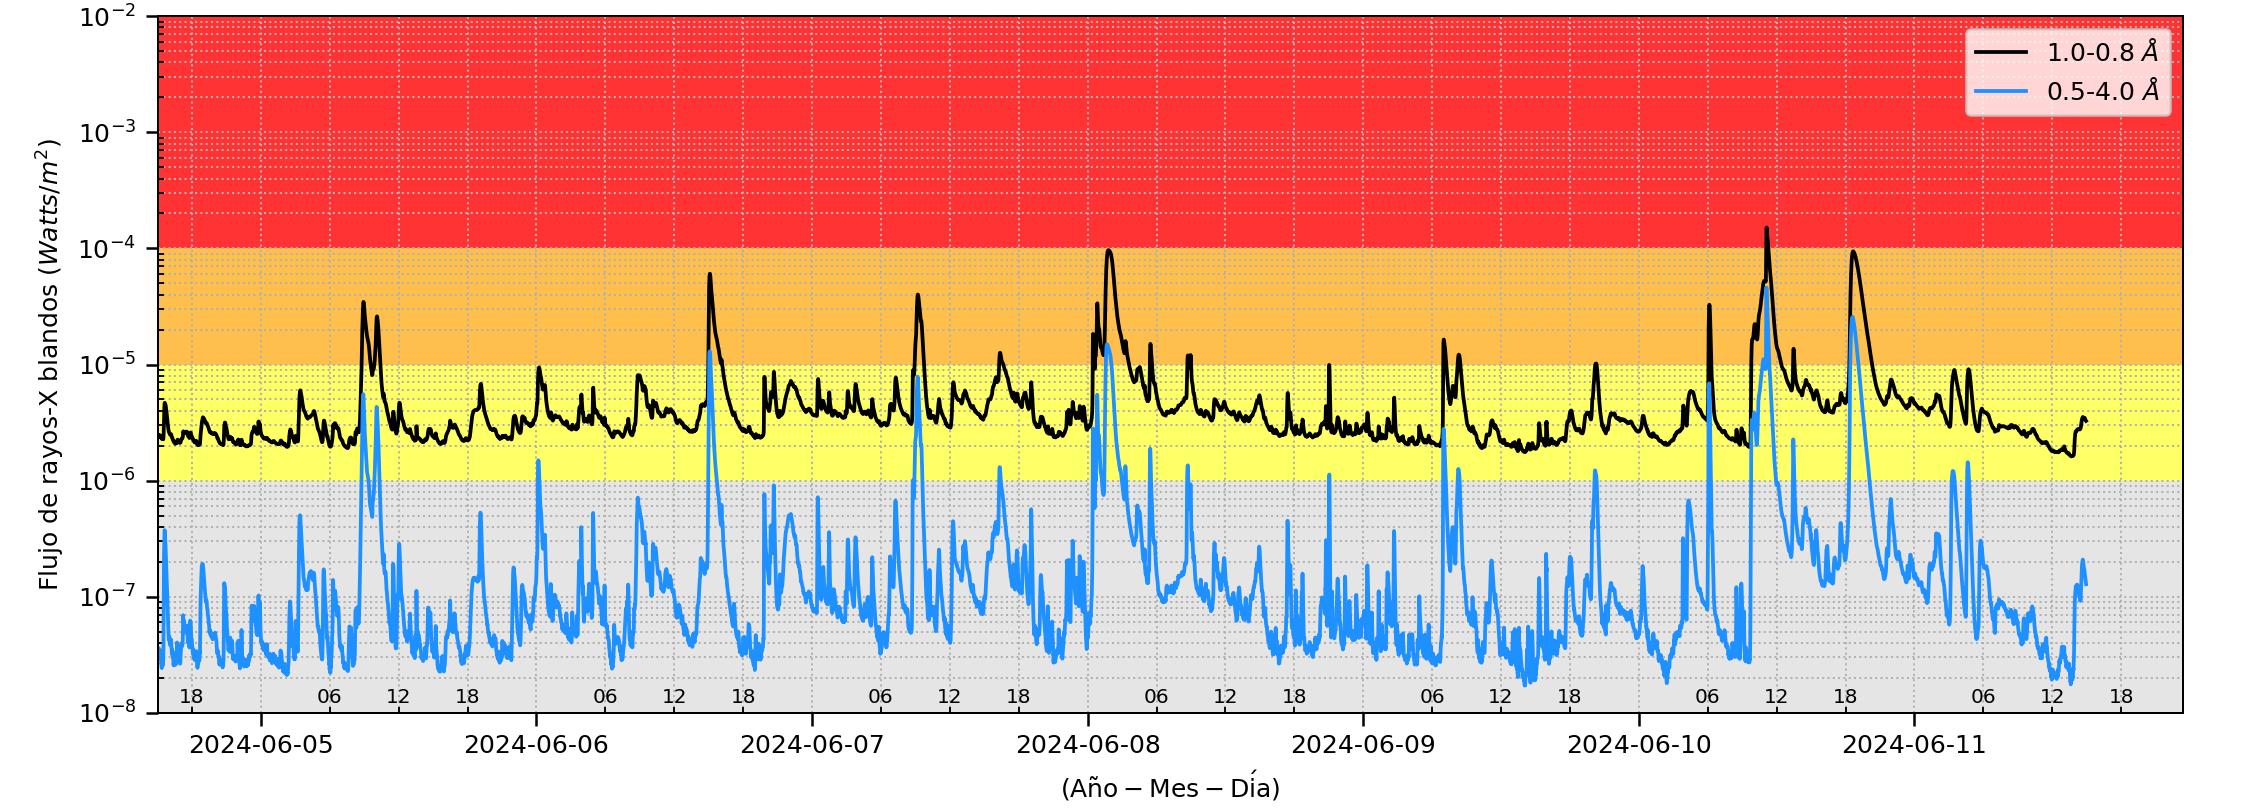 10⁻²
10⁻³
10⁻⁴
10⁻⁵
10⁻⁶
10⁻⁷
10⁻⁸
Flujo de rayos-X blandos (Watts/m²)
1.0-0.8 Å
0.5-4.0 Å
18 06 12 18 06 12 18 06 12 18 06 12 18 06 12 18 06 12 18 06 12 18
2024-06-05 2024-06-06 2024-06-07 2024-06-08 2024-06-09 2024-06-10 2024-06-11
(Año − Mes − Día)